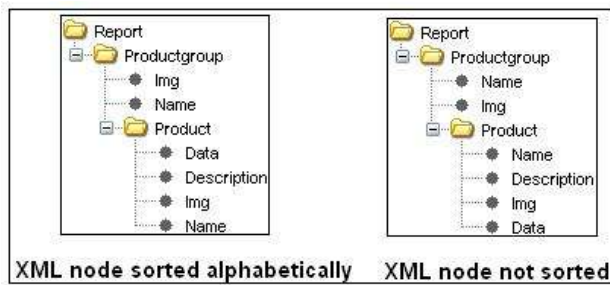 Report
Productgroup
Img
Name
Product
Data
Description
Img
Name
XML node sorted alphabetically
Report
Productgroup
Name
Img
Product
Name
Description
Img
Data
XML node not sorted